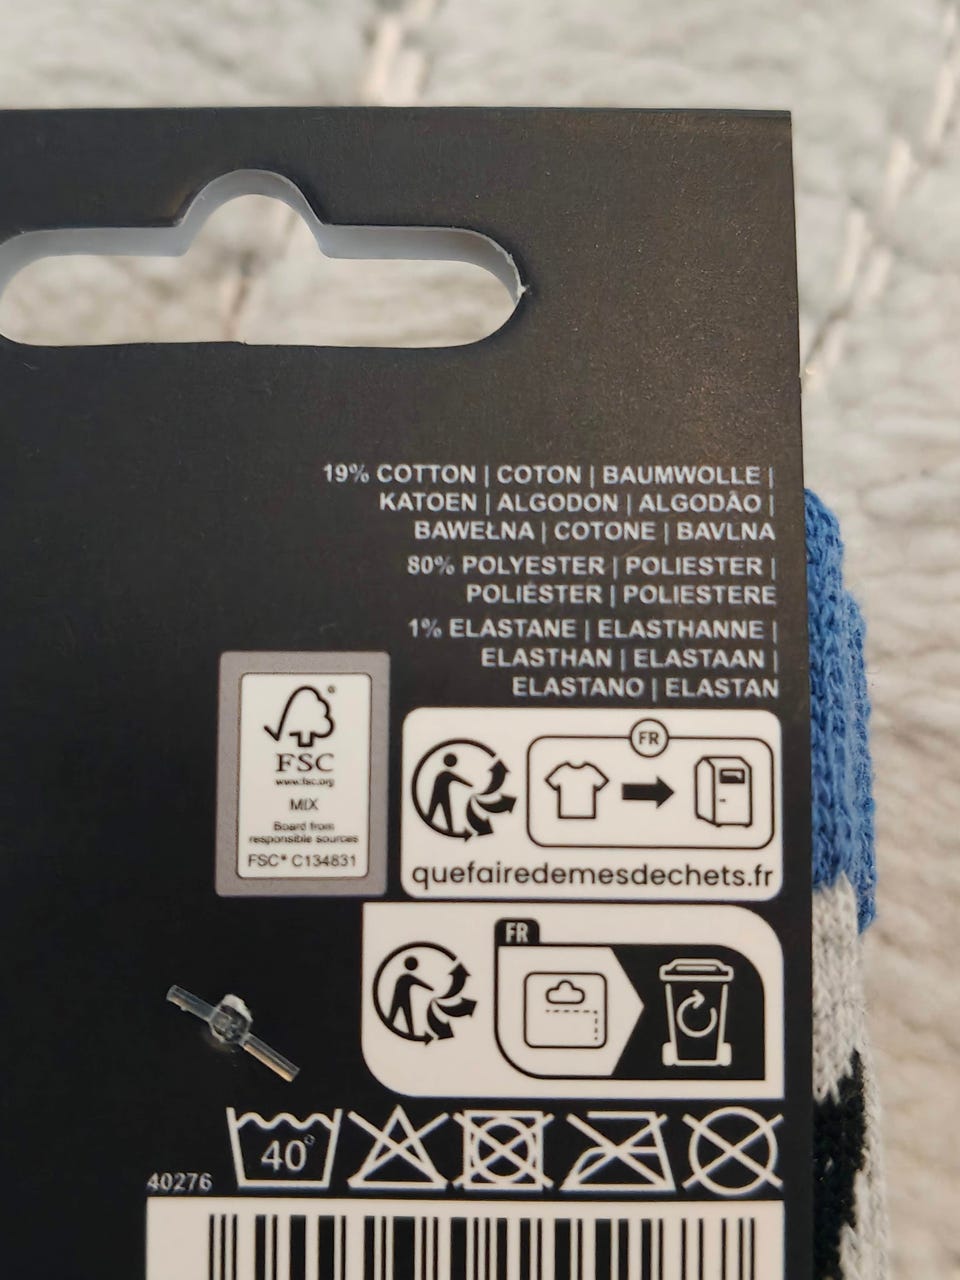 19% COTTON | COTON | BAUMWOLLE |
KATOEN | ALGODON | ALGODÃO |
BAWEŁNA | COTONE | BAVLNA
80% POLYESTER | POLIESTER |
POLIÉSTER | POLIESTERE
1% ELASTANE | ELASTHANNE |
ELASTHAN | ELASTAAN |
ELASTANO | ELASTAN
®
FSC
www.fsc.org
MIX
Board from
responsible sources
FSC® C134831
FR
quefairedemesdechets.fr
FR
40°
40276